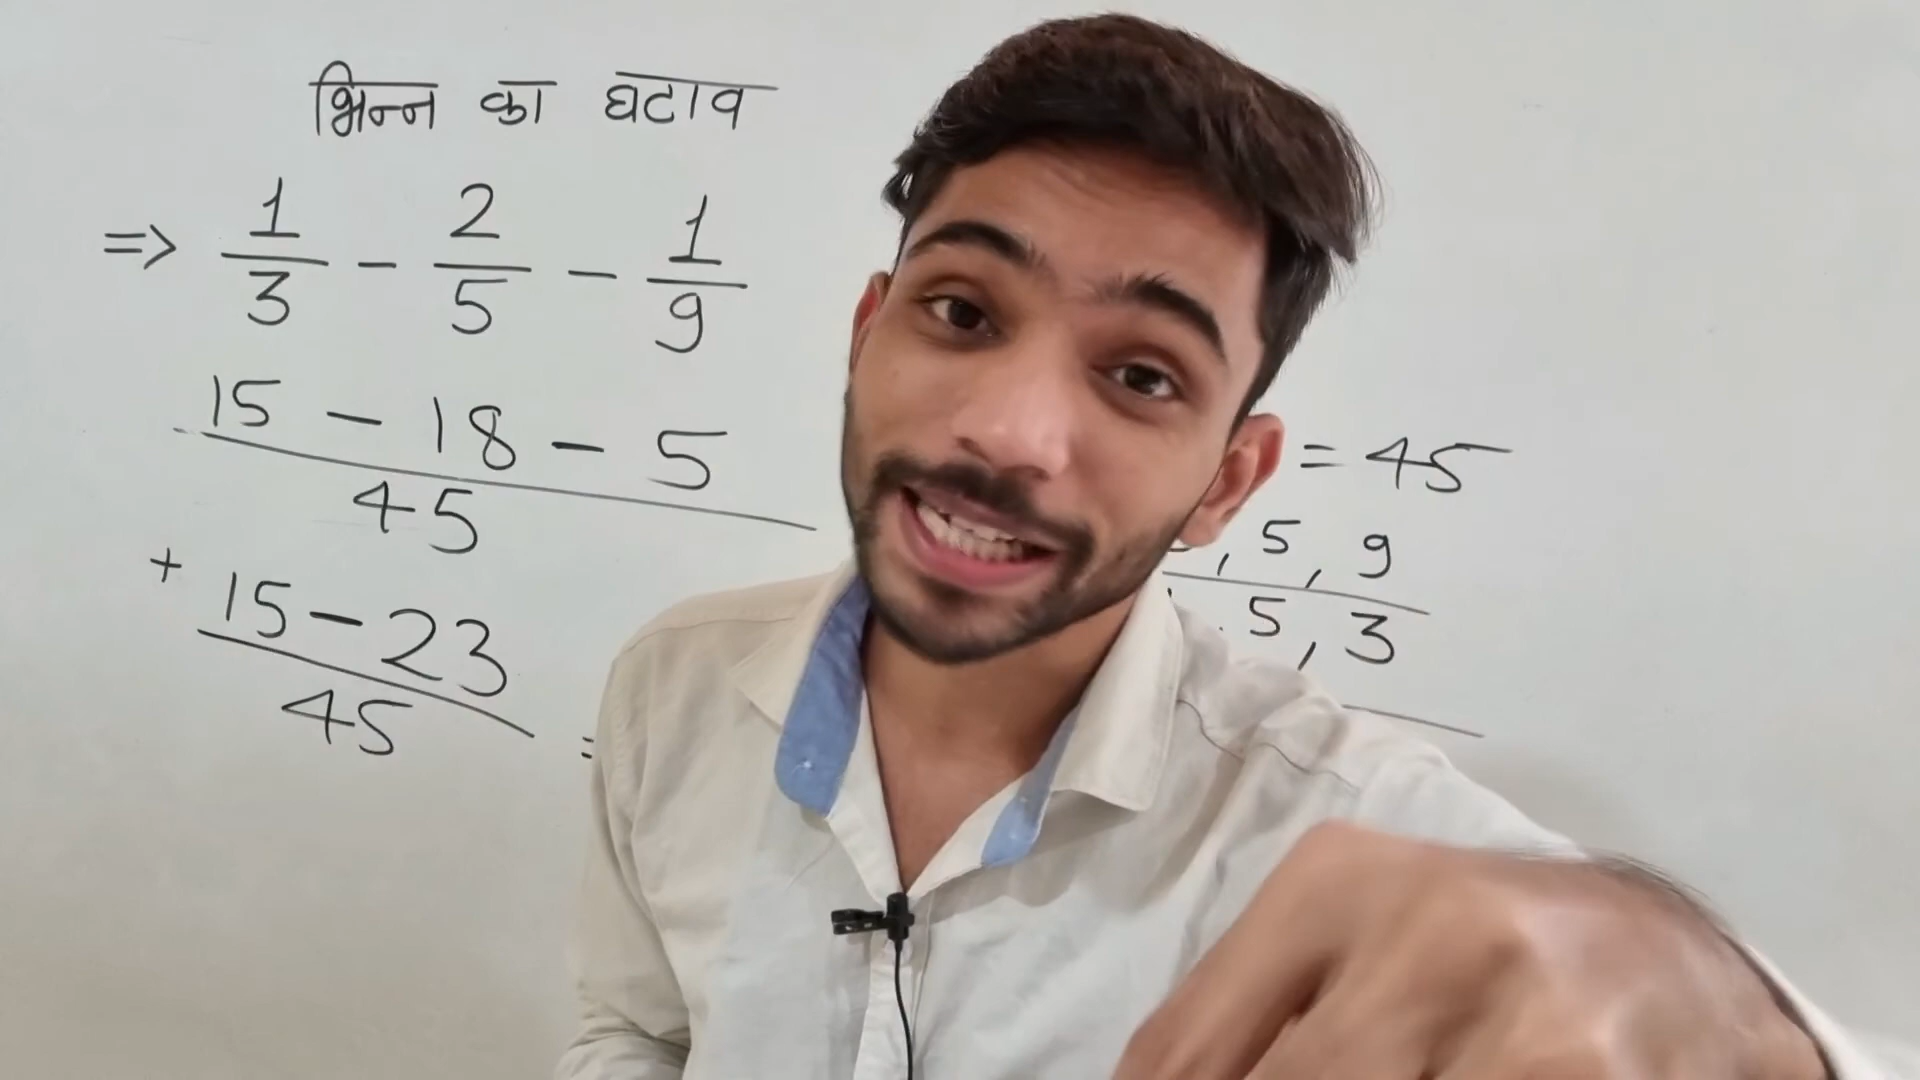 भिन्न का घटाव
=> 1/3 - 2/5 - 1/9
15 - 18 - 5
45
+ 15 - 23
45
=
= 45
, 5, 9
5, 3